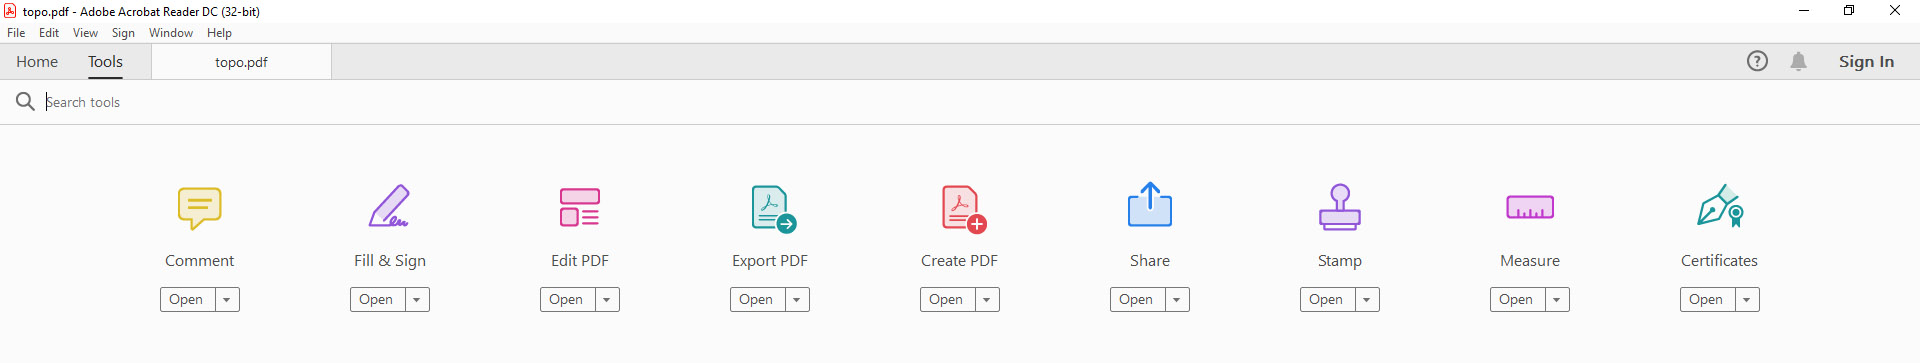 topo.pdf - Adobe Acrobat Reader DC (32-bit)
File Edit View Sign Window Help
Home Tools topo.pdf Sign In
Search tools
Comment Fill & Sign Edit PDF Export PDF Create PDF Share Stamp Measure Certificates
Open Open Open Open Open Open Open Open Open